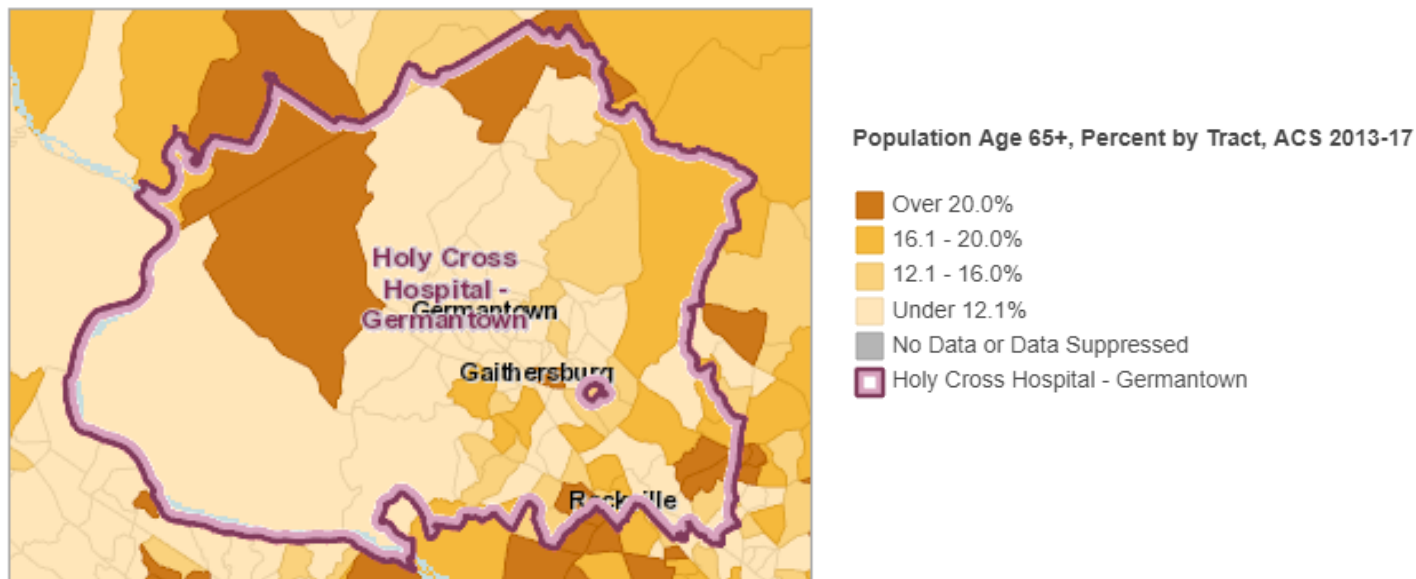 Holy Cross
Hospital -
Germantown
Germantown
Gaithersburg
Rockville
Population Age 65+, Percent by Tract, ACS 2013-17
Over 20.0%
16.1 - 20.0%
12.1 - 16.0%
Under 12.1%
No Data or Data Suppressed
Holy Cross Hospital - Germantown